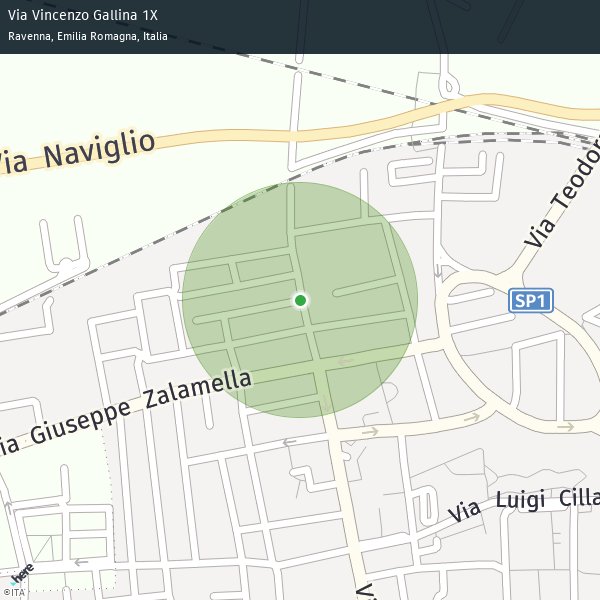 Via Vincenzo Gallina 1X
Ravenna, Emilia Romagna, Italia
Via Naviglio
Via Teodor
SP1
ia Giuseppe Zalamella
Via Luigi Cilla
here
©ITA